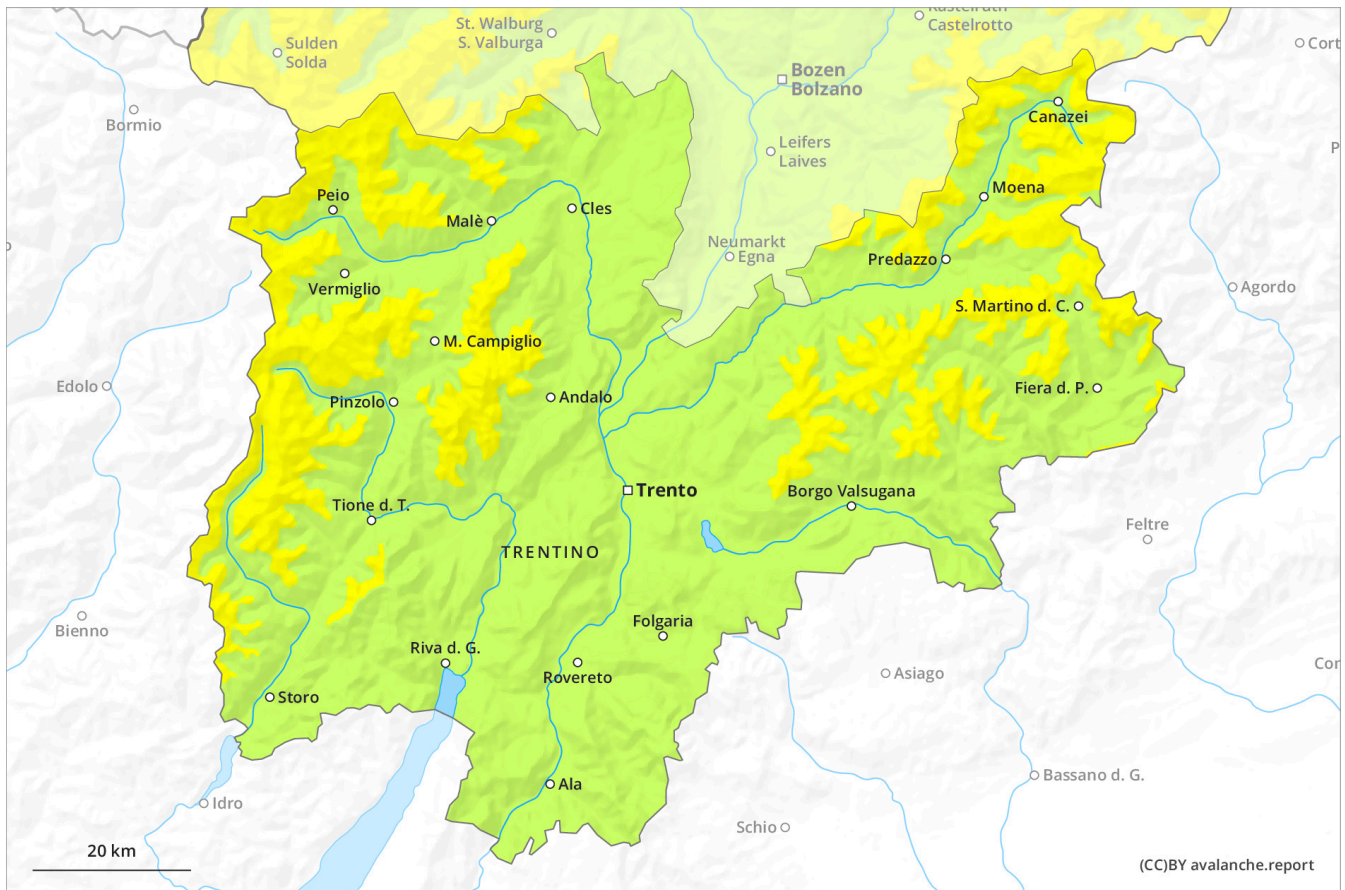 Kastelruth
Castelrotto
St. Walburg
S. Valburga
Sulden
Solda
Cort
Bozen
Bolzano
Bormio
Canazei
Leifers
Laives
P
Peio
Moena
Malè
Cles
Neumarkt
Egna
Predazzo
Vermiglio
Agordo
S. Martino d. C.
M. Campiglio
Edolo
Fiera d. P.
Pinzolo
Andalo
Trento
Borgo Valsugana
Tione d. T.
Feltre
TRENTINO
Bienno
Folgaria
Riva d. G.
Cor
Asiago
Rovereto
Storo
Bassano d. G.
Ala
Idro
Schio
20 km
(CC)BY avalanche.report